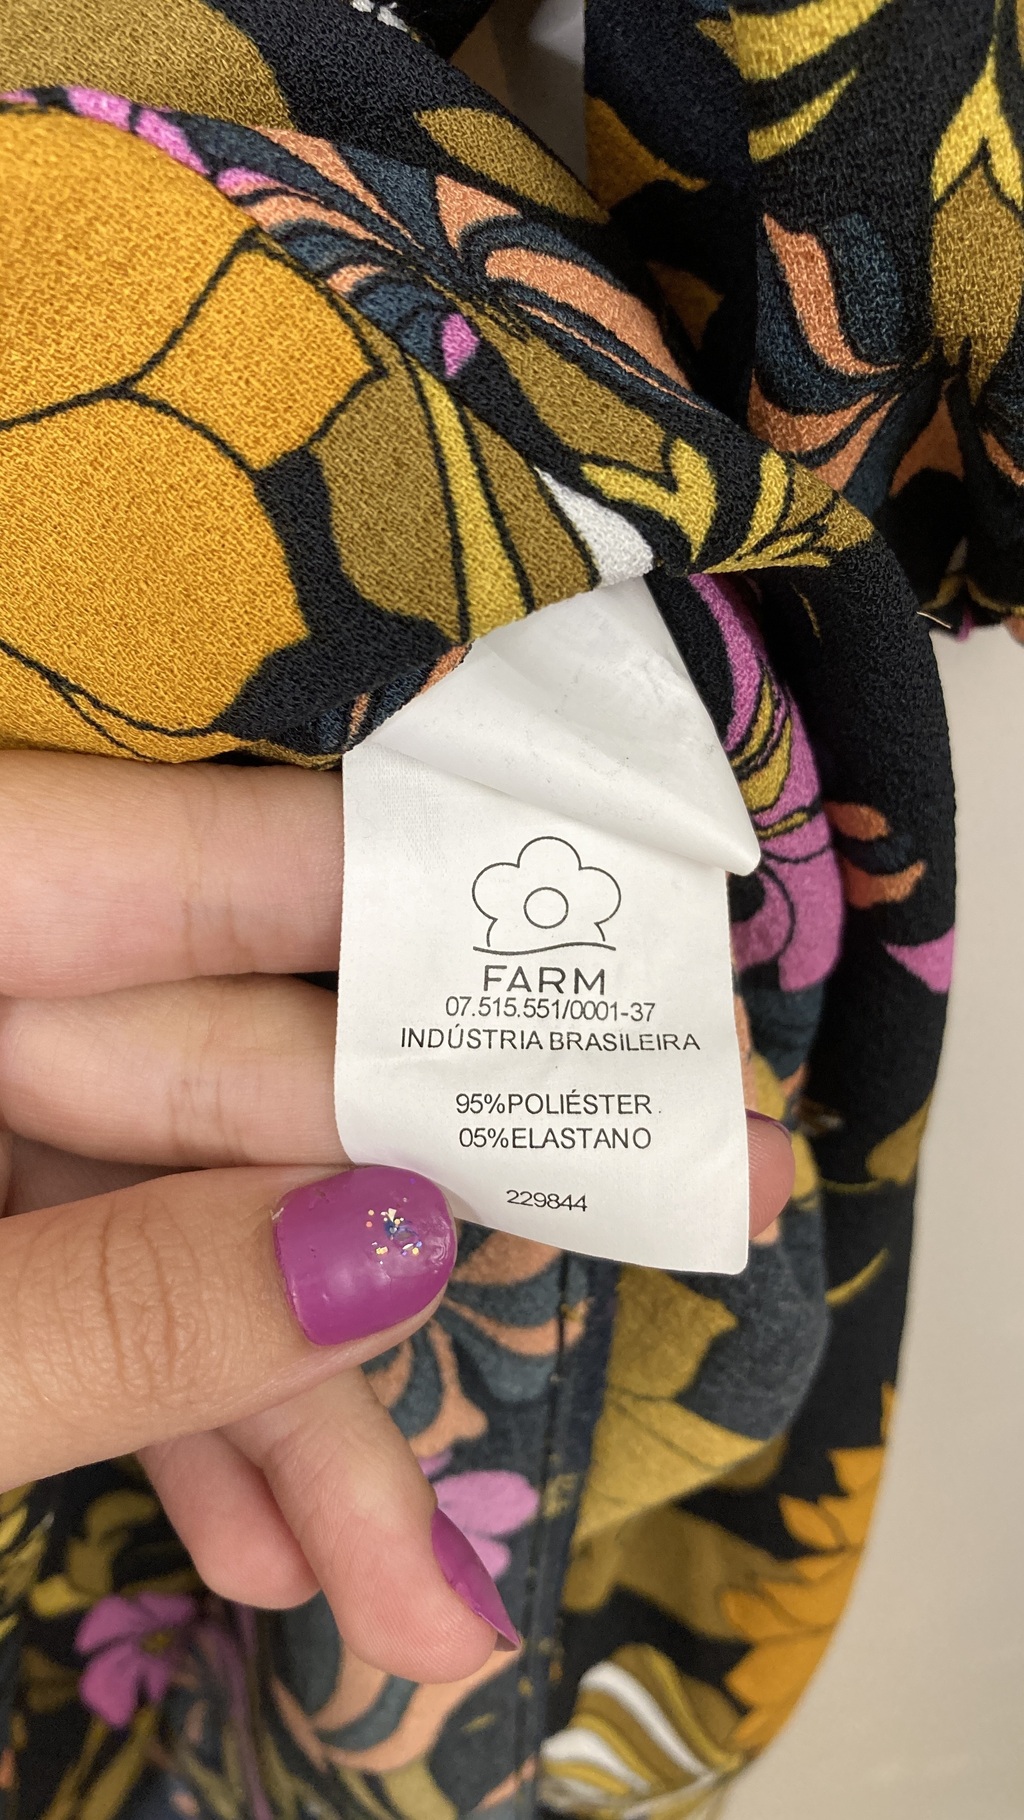 FARM
07.515.551/0001-37
INDÚSTRIA BRASILEIRA
95%POLIÉSTER.
05%ELASTANO
229844